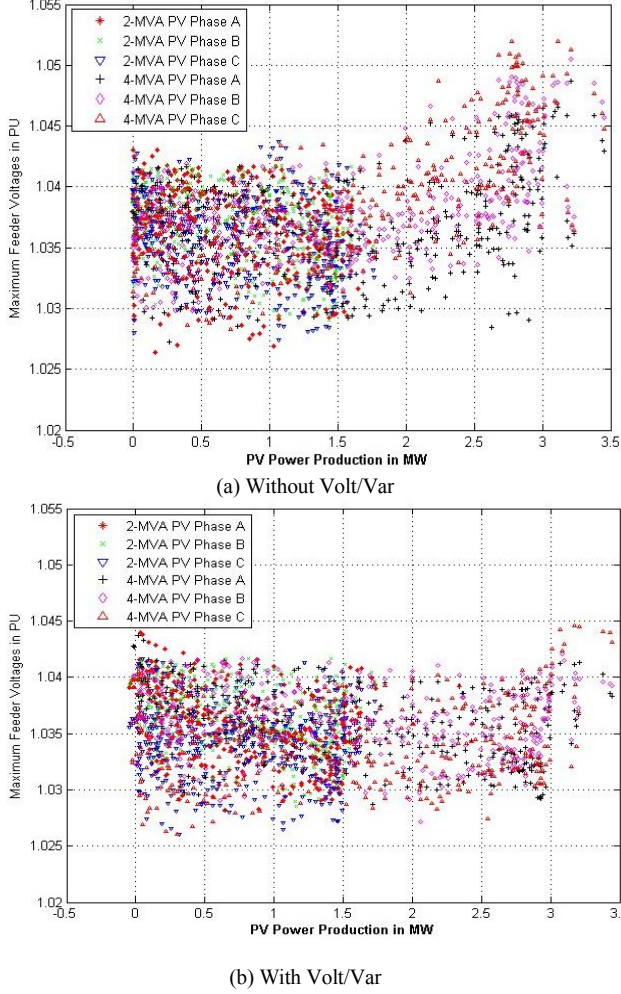 1.055
1.05
1.045
1.04
1.035
1.03
1.025
1.02
Maximum Feeder Voltages in PU
2-MVA PV Phase A
2-MVA PV Phase B
2-MVA PV Phase C
4-MVA PV Phase A
4-MVA PV Phase B
4-MVA PV Phase C
-0.5 0 0.5 1 1.5 2 2.5 3 3.5
PV Power Production in MW
(a) Without Volt/Var
1.055
1.05
1.045
1.04
1.035
1.03
1.025
1.02
Maximum Feeder Voltages in PU
2-MVA PV Phase A
2-MVA PV Phase B
2-MVA PV Phase C
4-MVA PV Phase A
4-MVA PV Phase B
4-MVA PV Phase C
-0.5 0 0.5 1 1.5 2 2.5 3 3.
PV Power Production in MW
(b) With Volt/Var